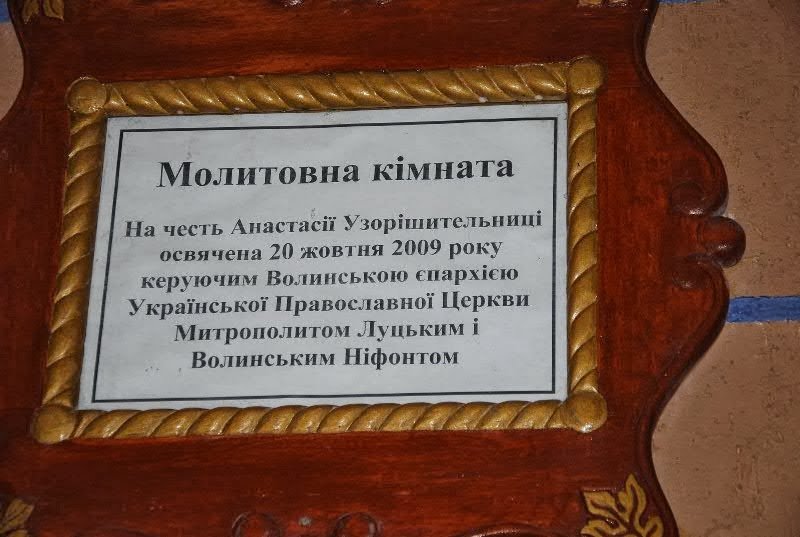 Молитовна кімната
На честь Анастасії Узорішительниці
освячена 20 жовтня 2009 року
керуючим Волинською єпархією
Української Православної Церкви
Митрополитом Луцьким і
Волинським Ніфонтом